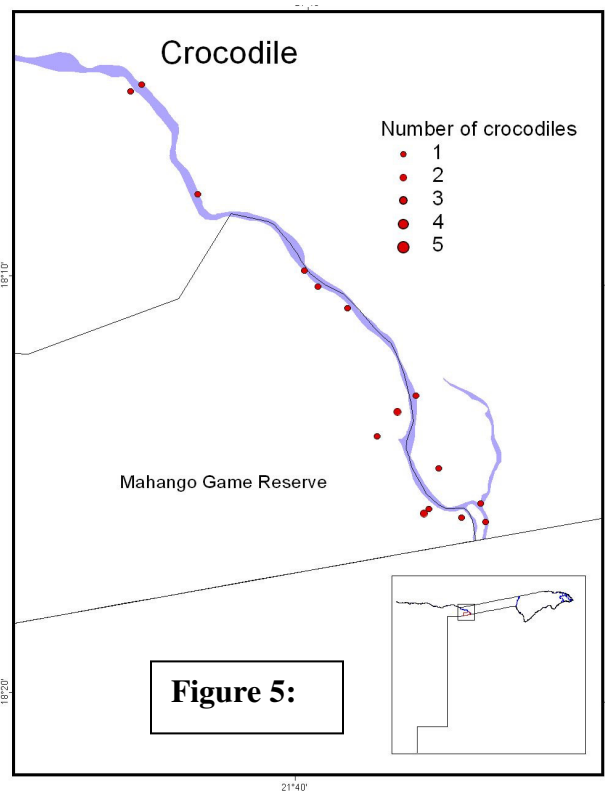 Crocodile
Number of crocodiles
1
2
3
4
5
18°10'
Mahango Game Reserve
Figure 5:
18°20'
21°40'